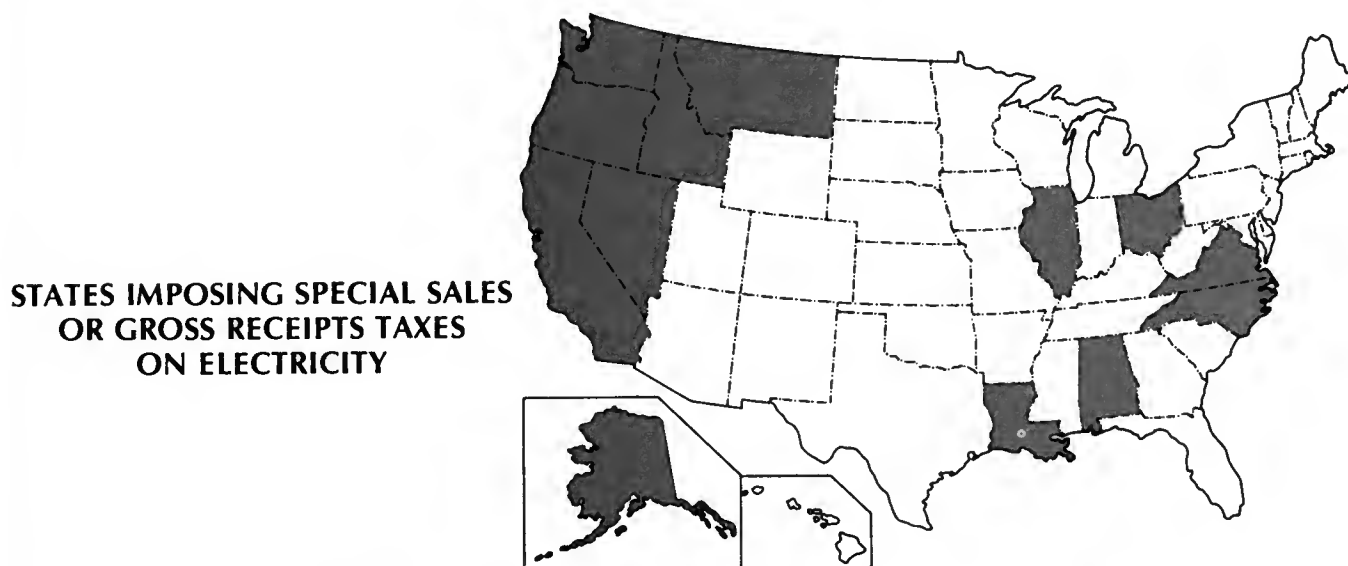 STATES IMPOSING SPECIAL SALES
OR GROSS RECEIPTS TAXES
ON ELECTRICITY